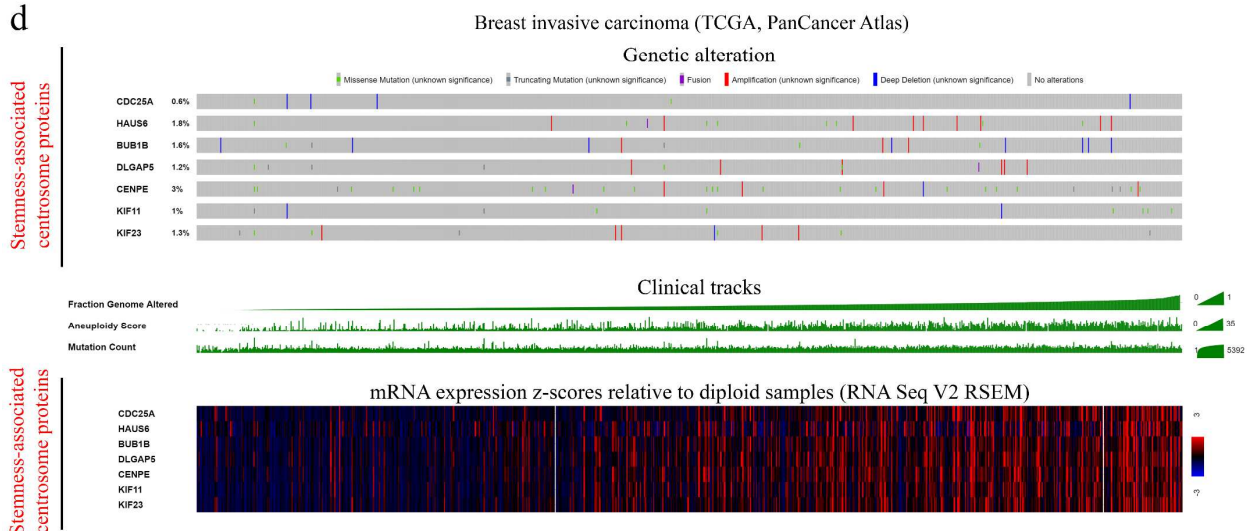 d
Breast invasive carcinoma (TCGA, PanCancer Atlas)
Stemness-associated
centrosome proteins
Genetic alteration
Missense Mutation (unknown significance) Truncating Mutation (unknown significance) Fusion Amplification (unknown significance) Deep Deletion (unknown significance) No alterations
CDC25A 0.6%
HAUS6 1.8%
BUB1B 1.6%
DLGAP5 1.2%
CENPE 3%
KIF11 1%
KIF23 1.3%
Clinical tracks
Fraction Genome Altered 0 1
Aneuploidy Score 0 35
Mutation Count 1 5392
Stemness-associated
centrosome proteins
mRNA expression z-scores relative to diploid samples (RNA Seq V2 RSEM)
CDC25A
HAUS6
BUB1B
DLGAP5
CENPE
KIF11
KIF23
3
-3